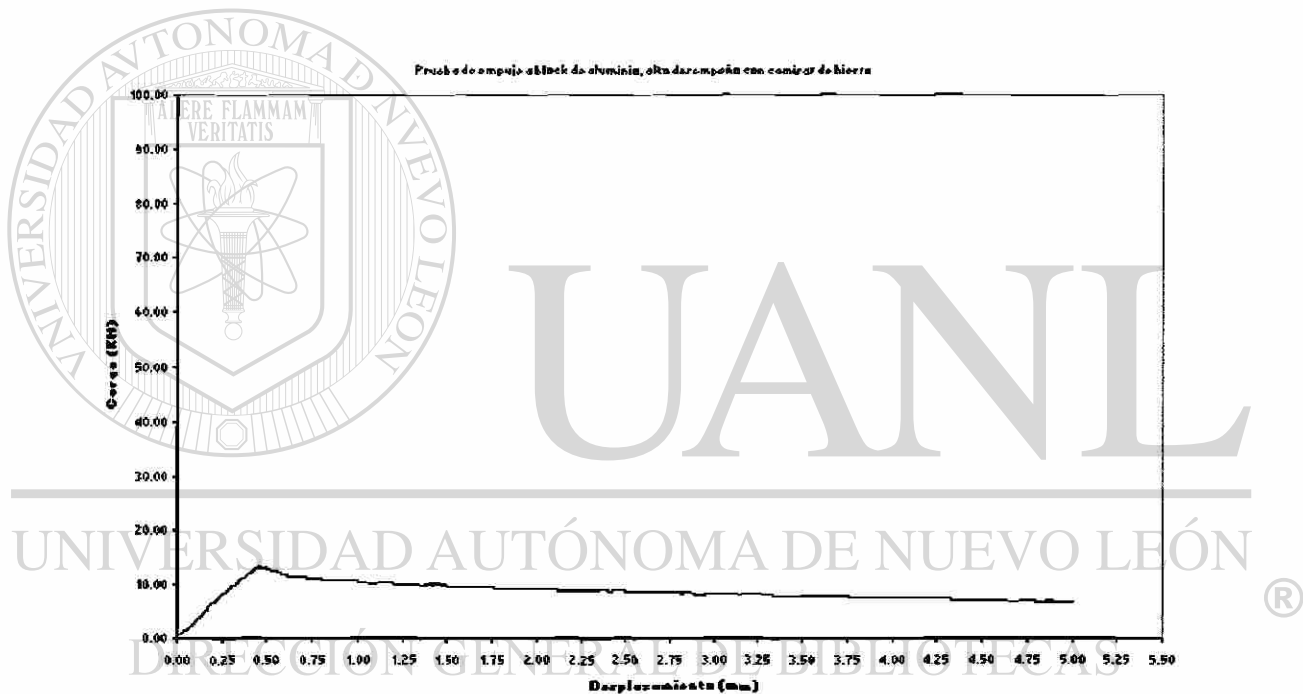 Prueba de empuje a block de aluminio, alto desempeño con camisas de hierro
100.00
90.00
80.00
70.00
60.00
50.00
40.00
30.00
20.00
10.00
0.00
Carga (KN)
0.00 0.25 0.50 0.75 1.00 1.25 1.50 1.75 2.00 2.25 2.50 2.75 3.00 3.25 3.50 3.75 4.00 4.25 4.50 4.75 5.00 5.25 5.50
Desplazamiento (mm)
UNIVERSIDAD AUTONOMA DE NUEVO LEON
ALERE FLAMMAM
VERITATIS
UANL
UNIVERSIDAD AUTÓNOMA DE NUEVO LEÓN
®
DIRECCIÓN GENERAL DE BIBLIOTECAS